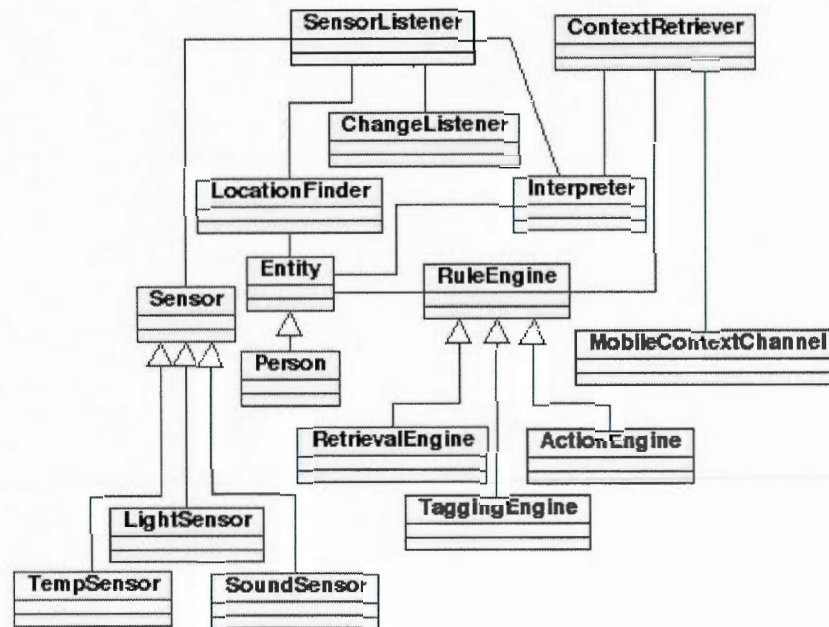 SensorListener
ContextRetriever
ChangeListener
LocationFinder
Interpreter
Entity
RuleEngine
Sensor
MobileContextChannel
Person
RetrievalEngine
ActionEngine
TaggingEngine
LightSensor
TempSensor
SoundSensor